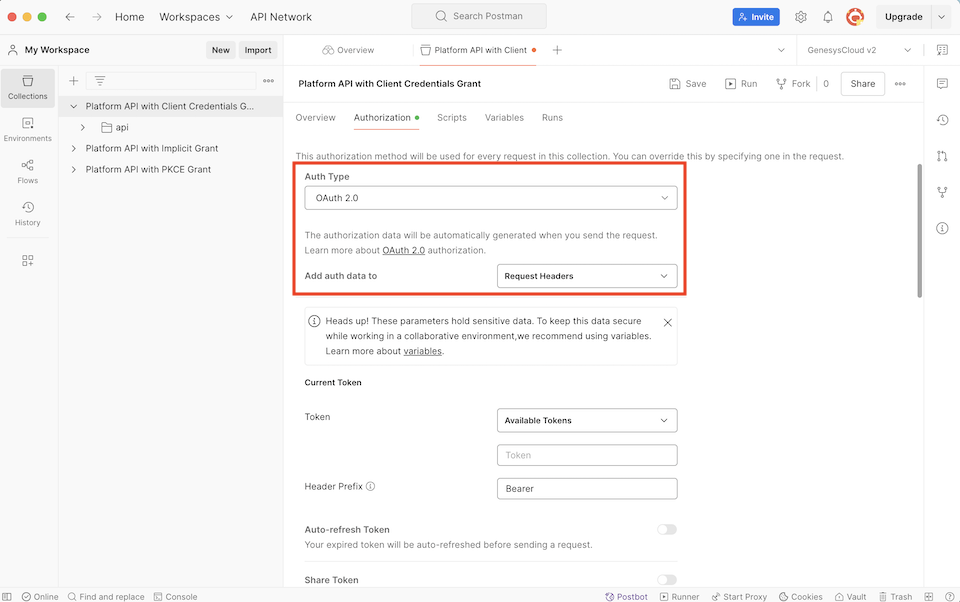 Home Workspaces API Network Search Postman Invite Upgrade
My Workspace New Import Overview Platform API with Client GenesysCloud v2
Collections
Environments
Flows
History
Platform API with Client Credentials G...
api
Platform API with Implicit Grant
Platform API with PKCE Grant
Platform API with Client Credentials Grant Save Run Fork 0 Share
Overview Authorization Scripts Variables Runs
This authorization method will be used for every request in this collection. You can override this by specifying one in the request.
Auth Type
OAuth 2.0
The authorization data will be automatically generated when you send the request.
Learn more about OAuth 2.0 authorization.
Add auth data to Request Headers
Heads up! These parameters hold sensitive data. To keep this data secure
while working in a collaborative environment,we recommend using variables.
Learn more about variables.
Current Token
Token Available Tokens
Token
Header Prefix Bearer
Auto-refresh Token
Your expired token will be auto-refreshed before sending a request.
Share Token
Online Find and replace Console Postbot Runner Start Proxy Cookies Vault Trash